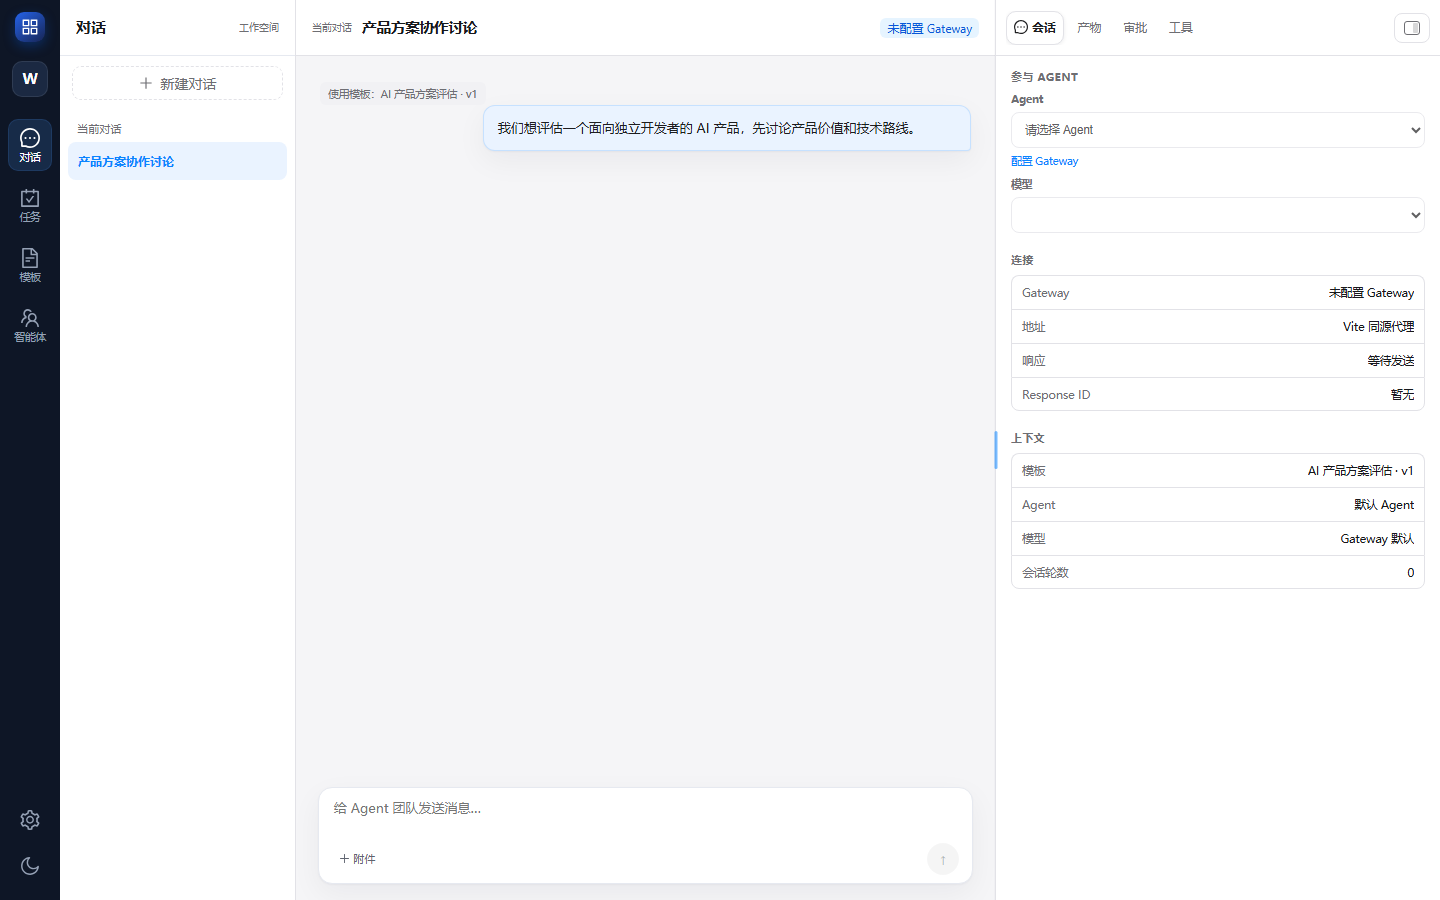 W
对话
任务
模板
智能体
对话 工作空间
+ 新建对话
当前对话
产品方案协作讨论
当前对话 产品方案协作讨论 未配置 Gateway
使用模板：AI 产品方案评估 · v1
我们想评估一个面向独立开发者的 AI 产品，先讨论产品价值和技术路线。
给 Agent 团队发送消息...
+ 附件
↑
会话 产物 审批 工具
参与 AGENT
Agent
请选择 Agent
配置 Gateway
模型
连接
Gateway 未配置 Gateway
地址 Vite 同源代理
响应 等待发送
Response ID 暂无
上下文
模板 AI 产品方案评估 · v1
Agent 默认 Agent
模型 Gateway 默认
会话轮数 0